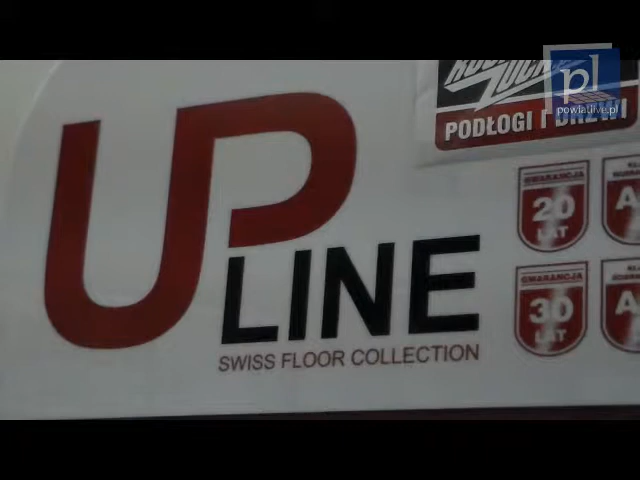 UP
LINE
SWISS FLOOR COLLECTION
PODŁOGI I DRZWI
pl
powiatlive.pl
GWARANCJA
20
LAT
GWARANCJA
30
LAT